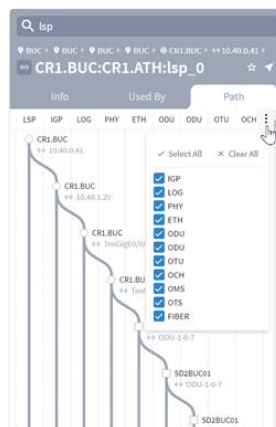 lsp
BUC BUC BUC BUC CR1.BUC 10.40.0.41
CR1.BUC:CR1.ATH:lsp_0
Info Used By Path
LSP IGP LOG PHY ETH ODU ODU OTU OCH
CR1.BUC
10.40.0.41
Select All Clear All
IGP
CR1.BUC
LOG
10.40.1.25
PHY
ETH
ODU
CR1.BUC
ODU
TenGigE0/0/
OTU
OCH
CR1.BU
OMS
OTS
FIBER
ODU-1-0-7
SD2BUC01
ODU-1-0-7
SD2BUC01